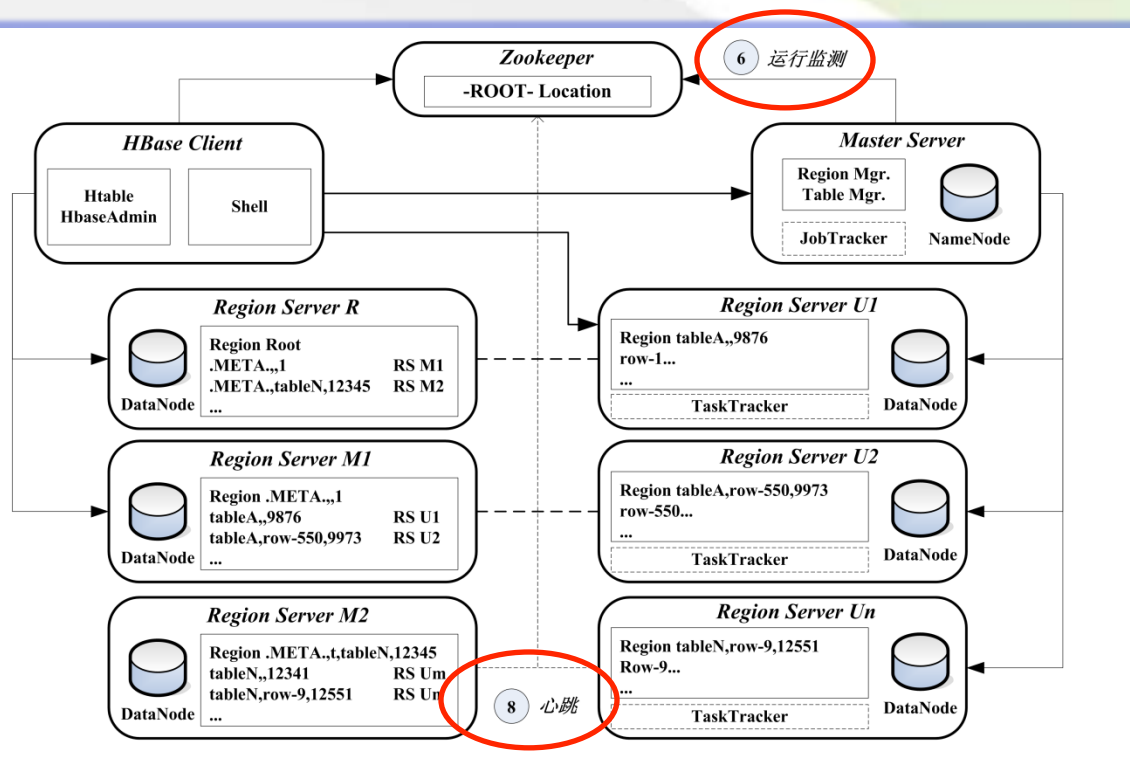 Zookeeper
-ROOT- Location
6 运行监测
HBase Client
Htable
HbaseAdmin
Shell
Master Server
Region Mgr.
Table Mgr.
JobTracker
NameNode
Region Server R
Region Root
.META.,,1 RS M1
.META.,tableN,12345 RS M2
...
DataNode
Region Server U1
Region tableA,,9876
row-1...
...
TaskTracker
DataNode
Region Server M1
Region .META.,,1
tableA,,9876 RS U1
tableA,row-550,9973 RS U2
...
DataNode
Region Server U2
Region tableA,row-550,9973
row-550...
...
TaskTracker
DataNode
Region Server M2
Region .META.,t,tableN,12345
tableN,,12341 RS Um
tableN,row-9,12551 RS Un
...
DataNode
8 心跳
Region Server Un
Region tableN,row-9,12551
Row-9...
...
TaskTracker
DataNode